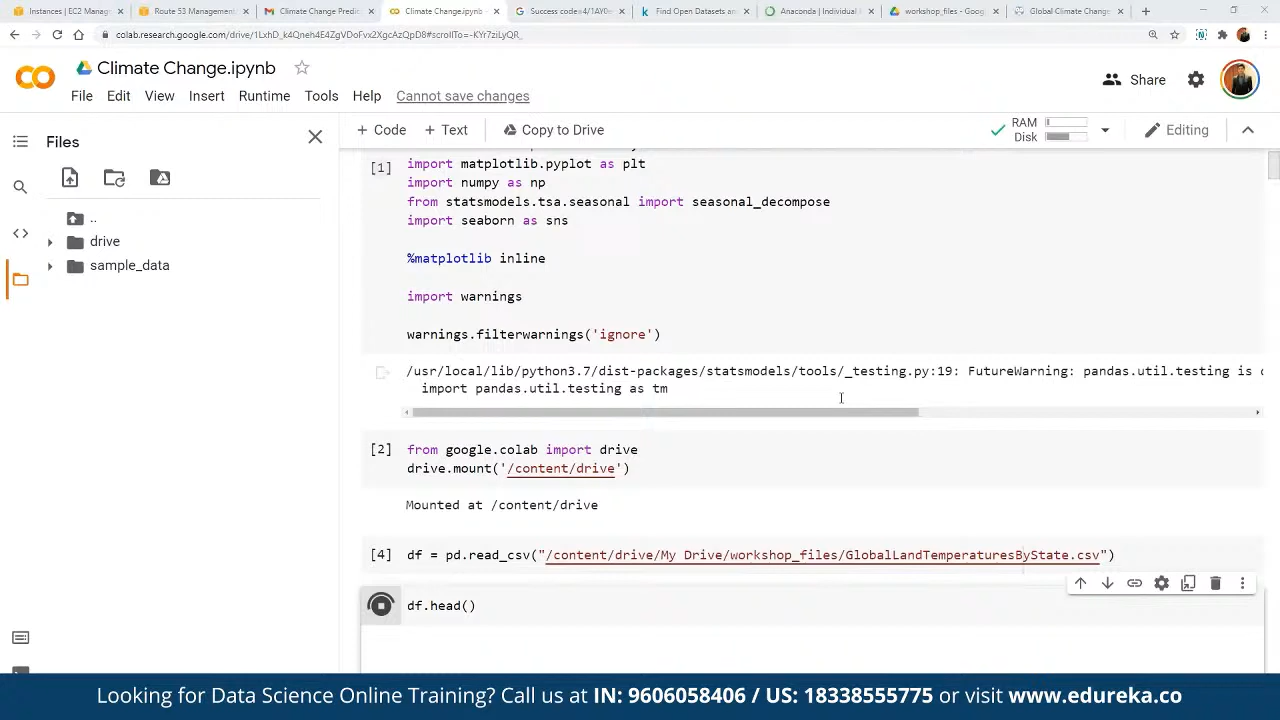 Instances | EC2 Manag
Route 53 Management
Climate Change Predic
Climate Change.ipynb
Success code=4/1AY0e
Find Open Datasets an
Anaconda | Individual
workshop_files - Goog
Global Climate Change
colab.research.google.com/drive/1LxhD_k4Qneh4E4ZgVDoFvx2XgcAzQpD8#scrollTo=-KYr7ziLyQ_
Climate Change.ipynb
Share
File Edit View Insert Runtime Tools Help Cannot save changes
Files
+ Code + Text Copy to Drive
RAM
Disk
Editing
..
drive
sample_data
[1] import matplotlib.pyplot as plt
import numpy as np
from statsmodels.tsa.seasonal import seasonal_decompose
import seaborn as sns
%matplotlib inline
import warnings
warnings.filterwarnings('ignore')
/usr/local/lib/python3.7/dist-packages/statsmodels/tools/_testing.py:19: FutureWarning: pandas.util.testing is
import pandas.util.testing as tm
[2] from google.colab import drive
drive.mount('/content/drive')
Mounted at /content/drive
[4] df = pd.read_csv("/content/drive/My Drive/workshop_files/GlobalLandTemperaturesByState.csv")
df.head()
Looking for Data Science Online Training? Call us at IN: 9606058406 / US: 18338555775 or visit www.edureka.co